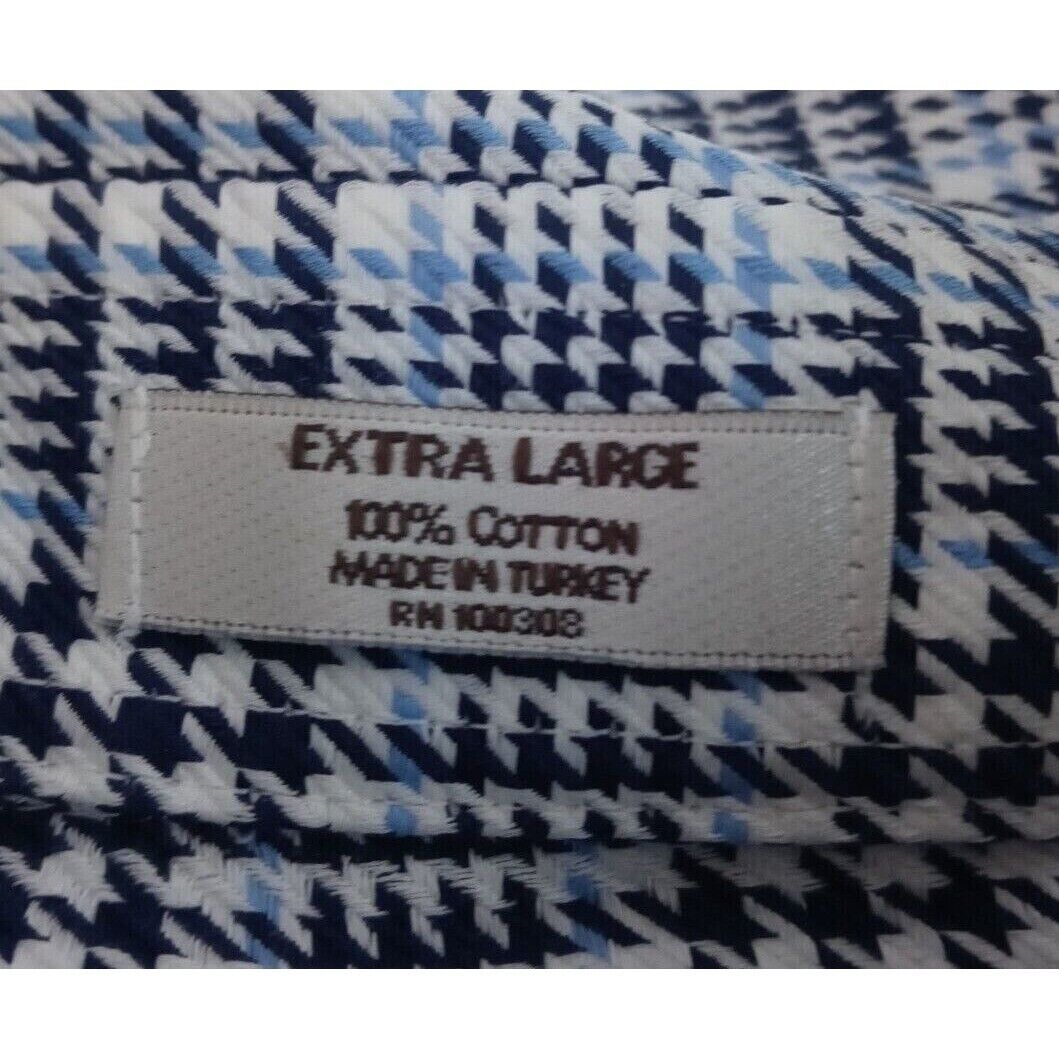 EXTRA LARGE
100% COTTON
MADE IN TURKEY
RN 100308